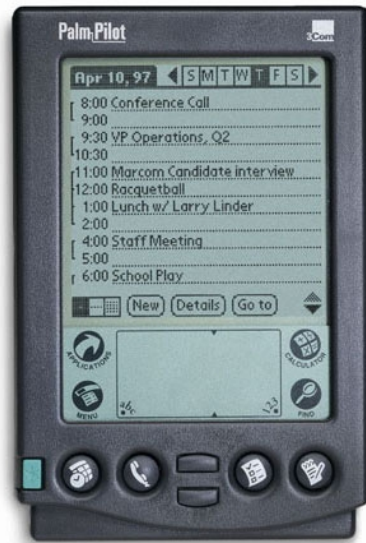 PalmPilot
3Com
Apr 10, 97 S M T W T F S
8:00 Conference Call
9:00
9:30 VP Operations, Q2
10:30
11:00 Marcom Candidate interview
12:00 Racquetball
1:00 Lunch w/ Larry Linder
2:00
4:00 Staff Meeting
5:00
6:00 School Play
New Details Go to
APPLICATIONS
CALCULATOR
MENU
abc
123
FIND